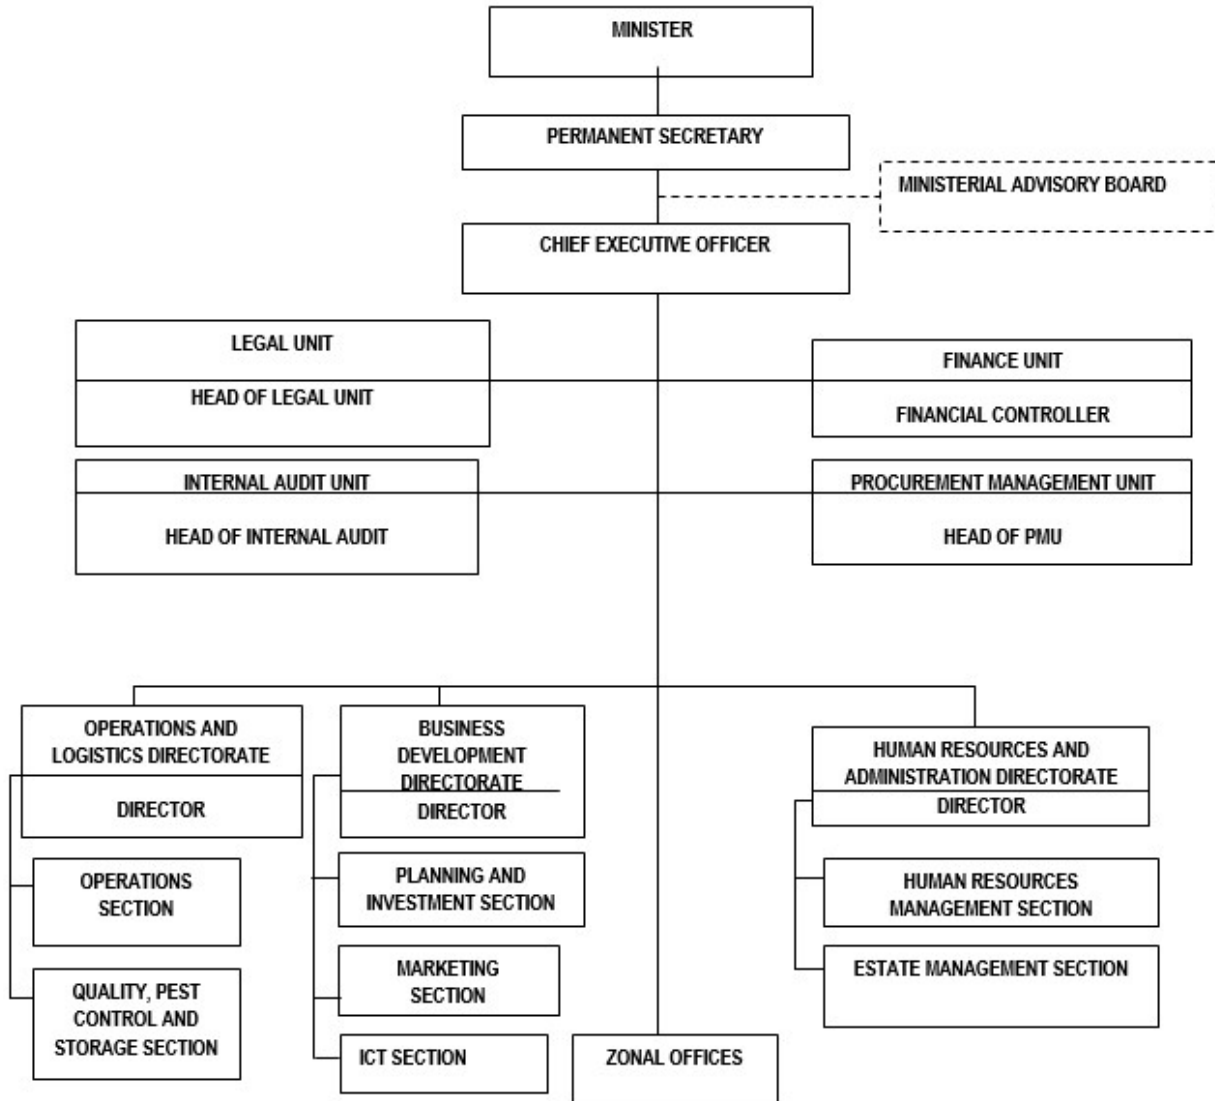 MINISTER
PERMANENT SECRETARY
MINISTERIAL ADVISORY BOARD
CHIEF EXECUTIVE OFFICER
LEGAL UNIT
HEAD OF LEGAL UNIT
FINANCE UNIT
FINANCIAL CONTROLLER
INTERNAL AUDIT UNIT
HEAD OF INTERNAL AUDIT
PROCUREMENT MANAGEMENT UNIT
HEAD OF PMU
OPERATIONS AND
LOGISTICS DIRECTORATE
DIRECTOR
OPERATIONS
SECTION
QUALITY, PEST
CONTROL AND
STORAGE SECTION
BUSINESS
DEVELOPMENT
DIRECTORATE
DIRECTOR
PLANNING AND
INVESTMENT SECTION
MARKETING
SECTION
ICT SECTION
ZONAL OFFICES
HUMAN RESOURCES AND
ADMINISTRATION DIRECTORATE
DIRECTOR
HUMAN RESOURCES
MANAGEMENT SECTION
ESTATE MANAGEMENT SECTION